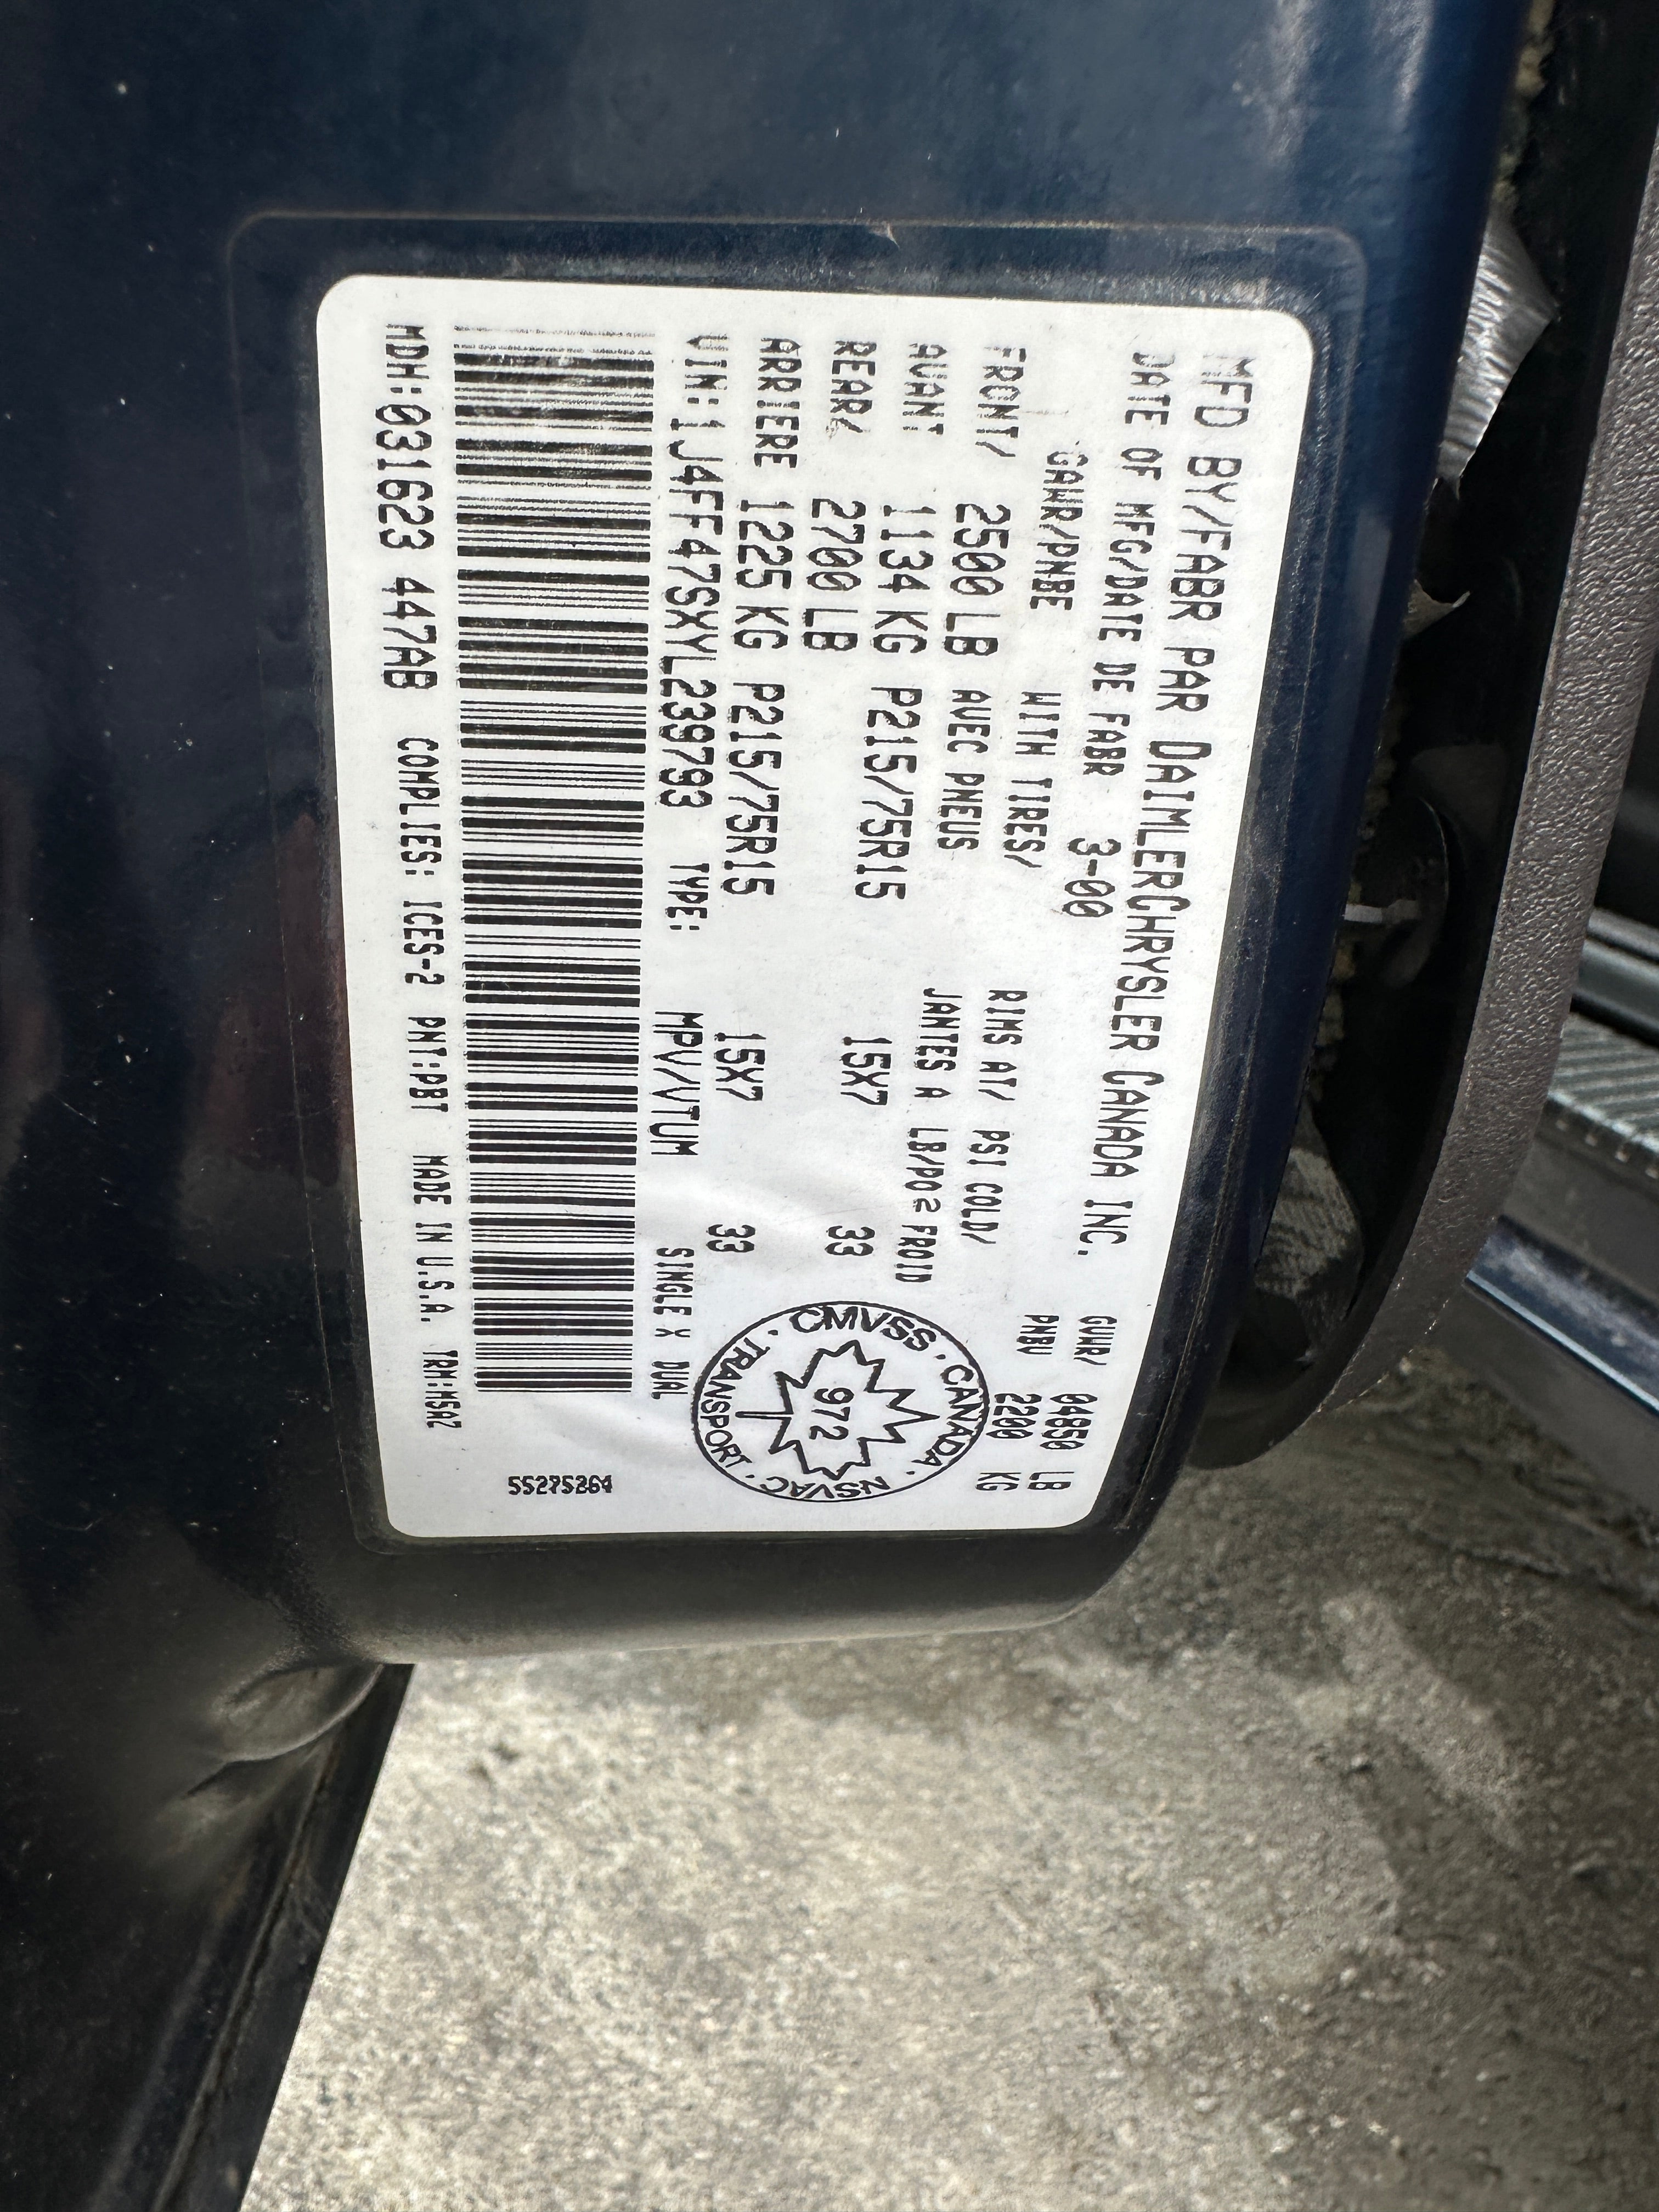 MFD BY/FABR PAR DAIMLERCHRYSLER CANADA INC.
DATE OF MFG/DATE DE FABR 3-00
GVWR/ 04850 LB
PNBV 2200 KG
GAWR/PNBE WITH TIRES/ RIMS AT/ PSI COLD/
AVEC PNEUS JANTES A LB/PO2 FROID
FRONT/ 2500 LB
AVANT 1134 KG P215/75R15 15X7 33
REAR/ 2700 LB
ARRIERE 1225 KG P215/75R15 15X7 33
VIN: 1J4FF47SXYL239793 TYPE: MPV/VTUM SINGLE X DUAL
MDH: 031623 447AB COMPLIES: ICES-2 PNT:PBT MADE IN U.S.A. TRM:M5AZ
CMVSS · CANADA · NSVAC · TRANSPORT ·
972
55275264